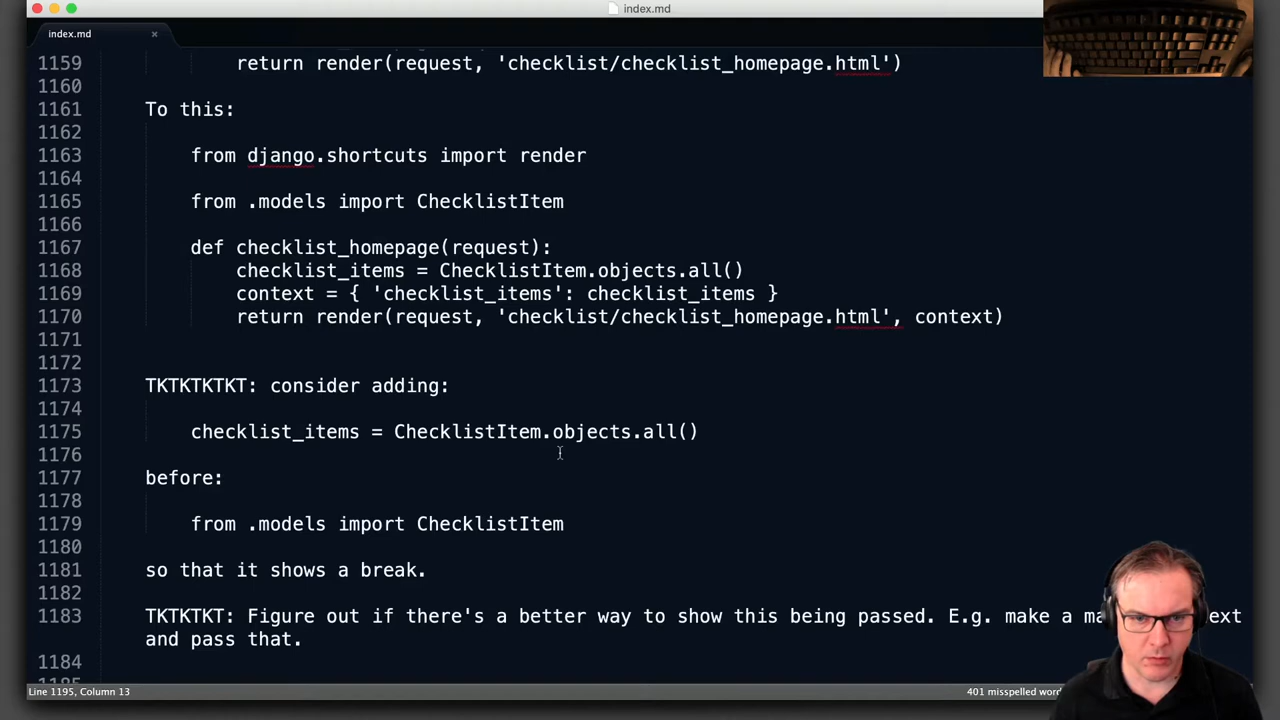 index.md
index.md
1159 return render(request, 'checklist/checklist_homepage.html')
1160
1161 To this:
1162
1163 from django.shortcuts import render
1164
1165 from .models import ChecklistItem
1166
1167 def checklist_homepage(request):
1168 checklist_items = ChecklistItem.objects.all()
1169 context = { 'checklist_items': checklist_items }
1170 return render(request, 'checklist/checklist_homepage.html', context)
1171
1172
1173 TKTKTKTKT: consider adding:
1174
1175 checklist_items = ChecklistItem.objects.all()
1176
1177 before:
1178
1179 from .models import ChecklistItem
1180
1181 so that it shows a break.
1182
1183 TKTKTKT: Figure out if there's a better way to show this being passed. E.g. make a
and pass that.
1184
Line 1195, Column 13
401 misspelled